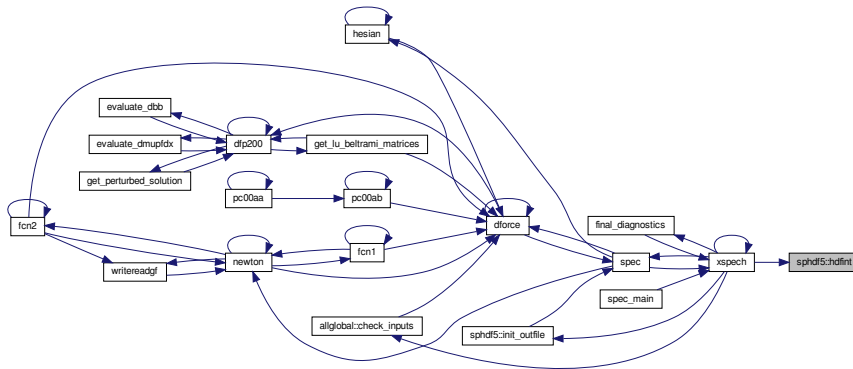 hesian
evaluate_dbb
evaluate_dmupfdx
dfp200
get_lu_beltrami_matrices
get_perturbed_solution
pc00aa
pc00ab
fcn2
dforce
final_diagnostics
fcn1
writereadgf
newton
spec
xspech
sphdf5::hdfint
spec_main
allglobal::check_inputs
sphdf5::init_outfile